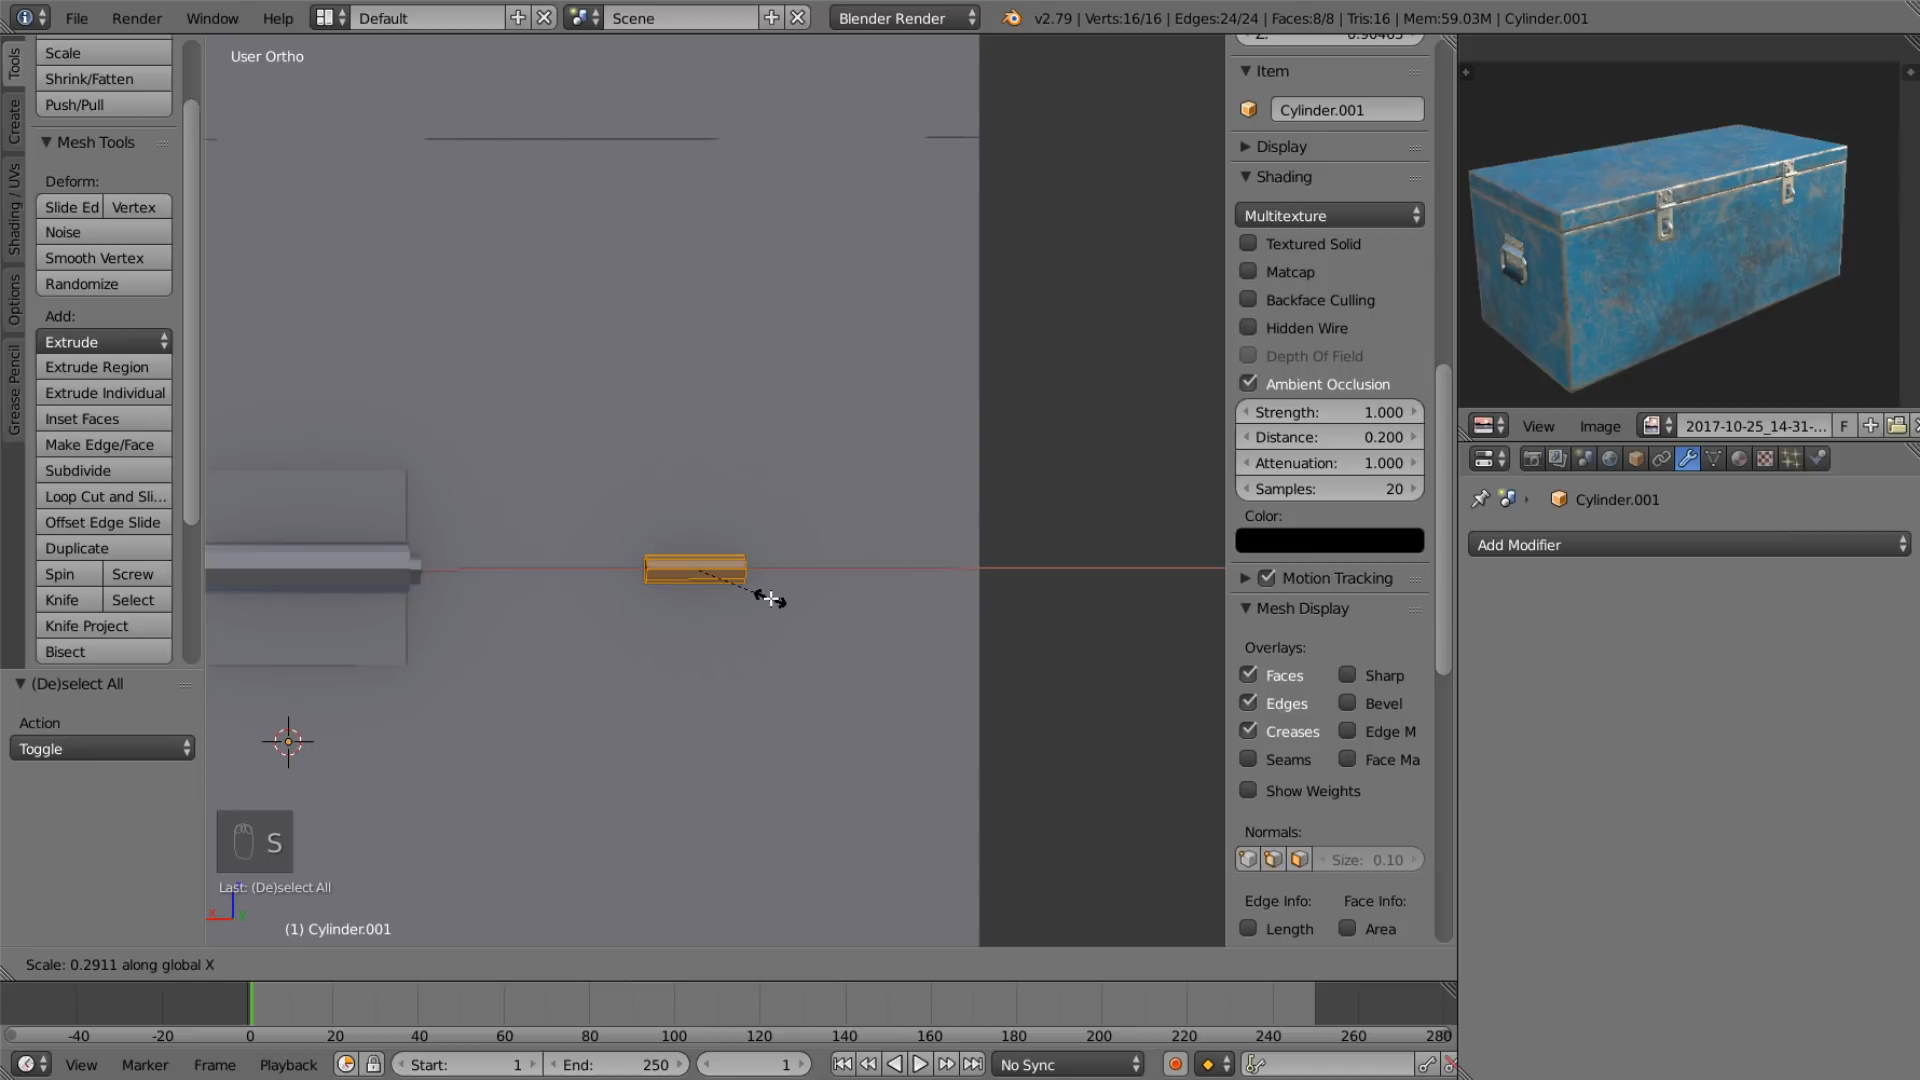 File Render Window Help Default Scene Blender Render v2.79 | Verts:16/16 | Edges:24/24 | Faces:8/8 | Tris:16 | Mem:59.03M | Cylinder.001
Tools
Create
Shading / UVs
Options
Grease Pencil
Scale
Shrink/Fatten
Push/Pull
Mesh Tools
Deform:
Slide Ed Vertex
Noise
Smooth Vertex
Randomize
Add:
Extrude
Extrude Region
Extrude Individual
Inset Faces
Make Edge/Face
Subdivide
Loop Cut and Sli...
Offset Edge Slide
Duplicate
Spin Screw
Knife Select
Knife Project
Bisect
(De)select All
Action
Toggle
User Ortho
S
Last: (De)select All
x y
(1) Cylinder.001
Scale: 0.2911 along global X
Item
Cylinder.001
Display
Shading
Multitexture
Textured Solid
Matcap
Backface Culling
Hidden Wire
Depth Of Field
Ambient Occlusion
Strength: 1.000
Distance: 0.200
Attenuation: 1.000
Samples: 20
Color:
Motion Tracking
Mesh Display
Overlays:
Faces Sharp
Edges Bevel
Creases Edge M
Seams Face Ma
Show Weights
Normals:
Size: 0.10
Edge Info: Face Info:
Length Area
View Image 2017-10-25_14-31-... F
Cylinder.001
Add Modifier
-40 -20 0 20 40 60 80 100 120 140 160 180 200 220 240 260 280
View Marker Frame Playback Start: 1 End: 250 1 No Sync